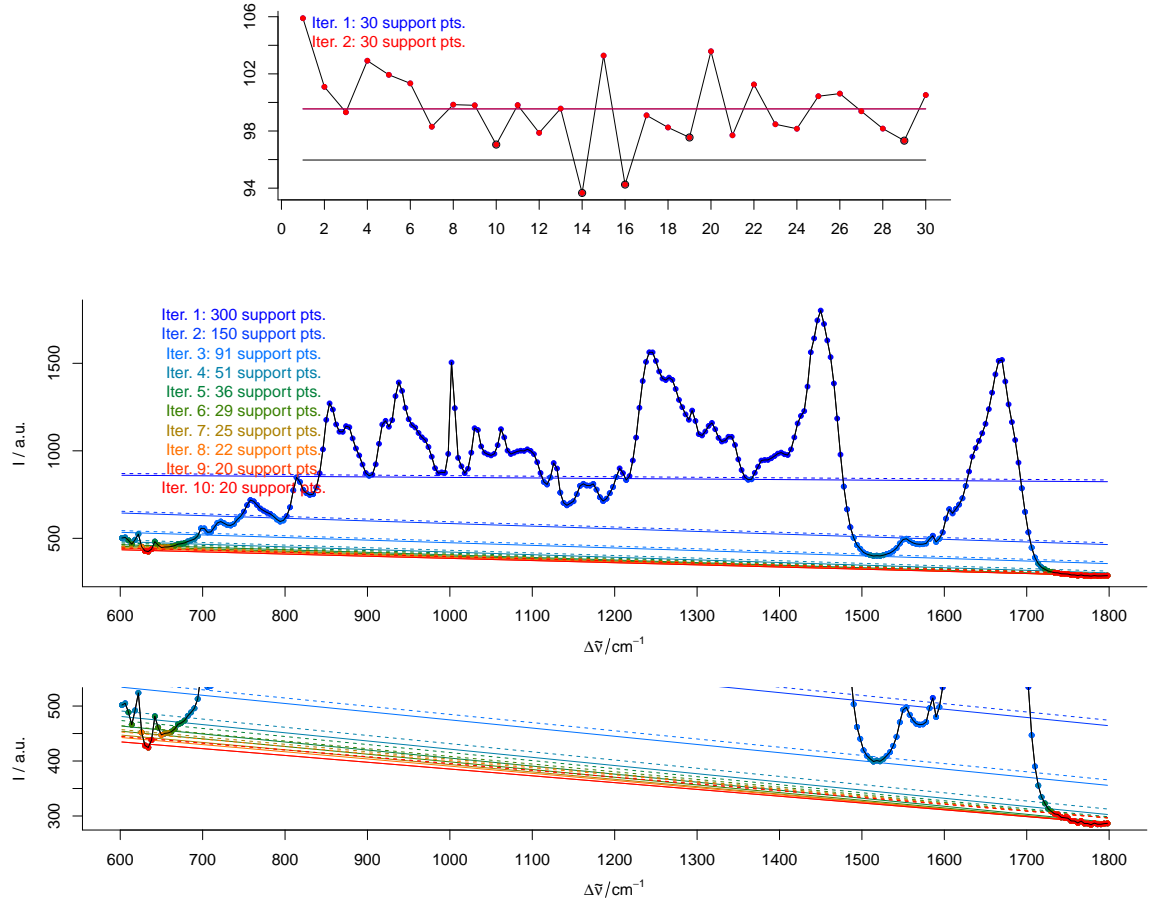 106
102
98
94
Iter. 1: 30 support pts.
Iter. 2: 30 support pts.
0 2 4 6 8 10 12 14 16 18 20 22 24 26 28 30
I / a.u.
1500
1000
500
Iter. 1: 300 support pts.
Iter. 2: 150 support pts.
Iter. 3: 91 support pts.
Iter. 4: 51 support pts.
Iter. 5: 36 support pts.
Iter. 6: 29 support pts.
Iter. 7: 25 support pts.
Iter. 8: 22 support pts.
Iter. 9: 20 support pts.
Iter. 10: 20 support pts.
600 700 800 900 1000 1100 1200 1300 1400 1500 1600 1700 1800
Δν̃/cm⁻¹
I / a.u.
500
400
300
600 700 800 900 1000 1100 1200 1300 1400 1500 1600 1700 1800
Δν̃/cm⁻¹